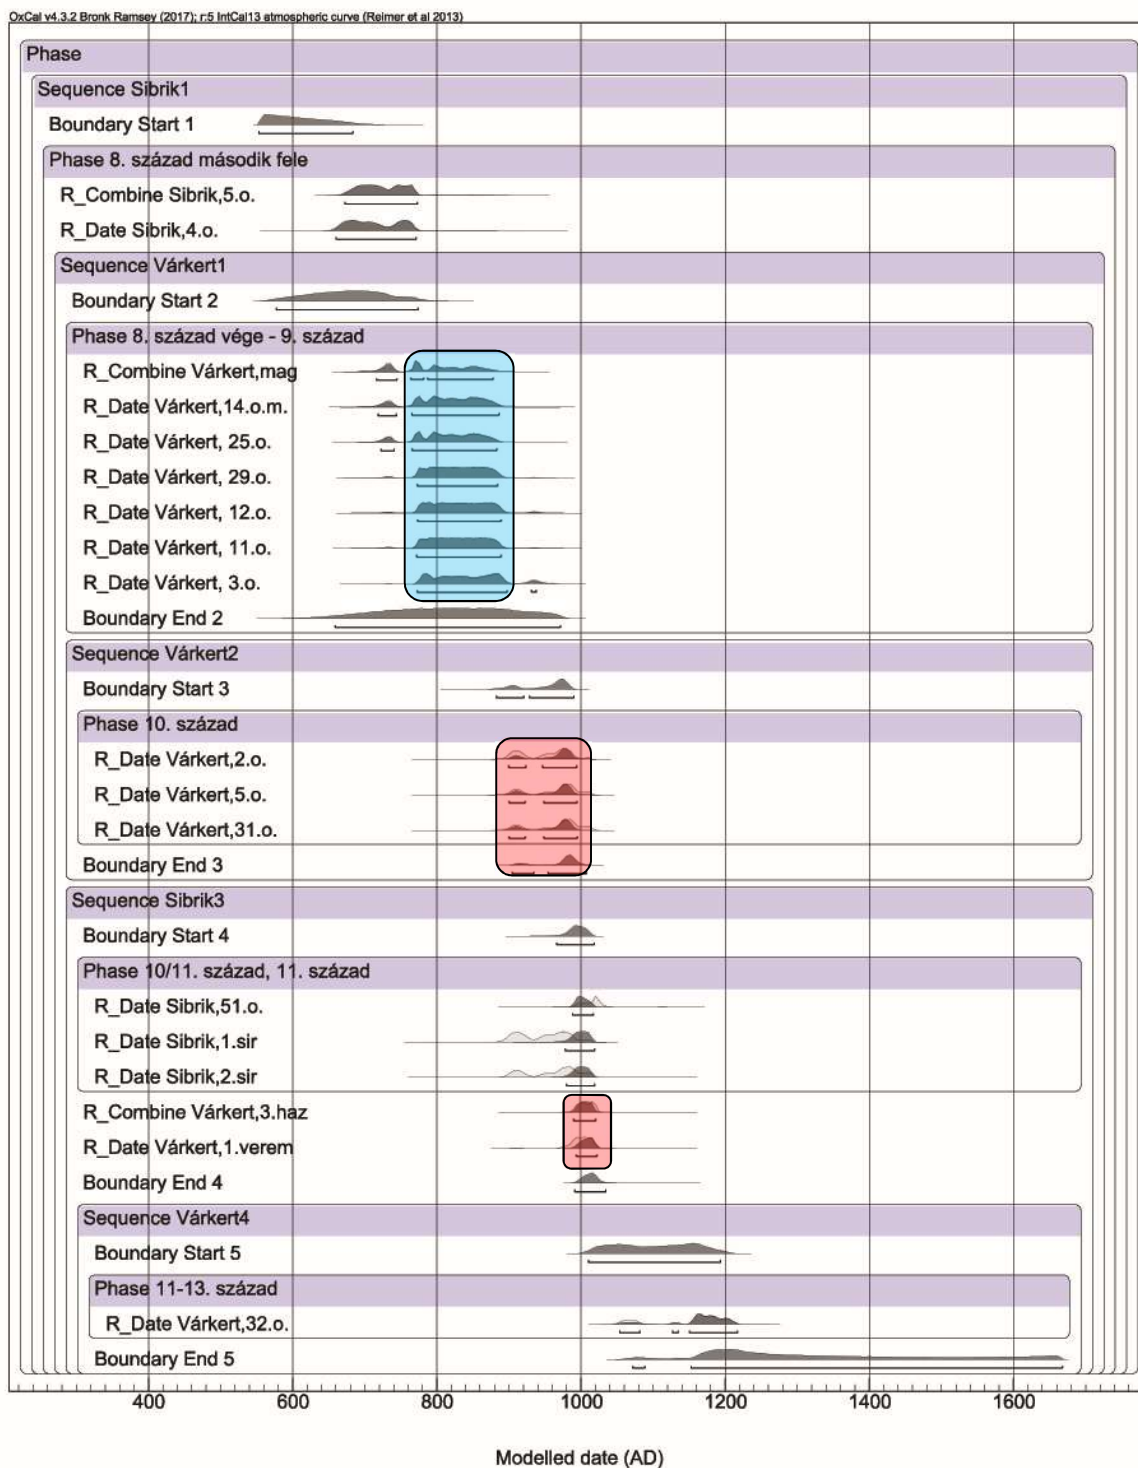 OxCal v4.3.2 Bronk Ramsey (2017); r:5 IntCal13 atmospheric curve (Reimer et al 2013)
Phase
Sequence Sibrik1
Boundary Start 1
Phase 8. század második fele
R_Combine Sibrik,5.o.
R_Date Sibrik,4.o.
Sequence Várkert1
Boundary Start 2
Phase 8. század vége - 9. század
R_Combine Várkert,mag
R_Date Várkert,14.o.m.
R_Date Várkert, 25.o.
R_Date Várkert, 29.o.
R_Date Várkert, 12.o.
R_Date Várkert, 11.o.
R_Date Várkert, 3.o.
Boundary End 2
Sequence Várkert2
Boundary Start 3
Phase 10. század
R_Date Várkert,2.o.
R_Date Várkert,5.o.
R_Date Várkert,31.o.
Boundary End 3
Sequence Sibrik3
Boundary Start 4
Phase 10/11. század, 11. század
R_Date Sibrik,51.o.
R_Date Sibrik,1.sir
R_Date Sibrik,2.sir
R_Combine Várkert,3.haz
R_Date Várkert,1.verem
Boundary End 4
Sequence Várkert4
Boundary Start 5
Phase 11-13. század
R_Date Várkert,32.o.
Boundary End 5
400 600 800 1000 1200 1400 1600
Modelled date (AD)